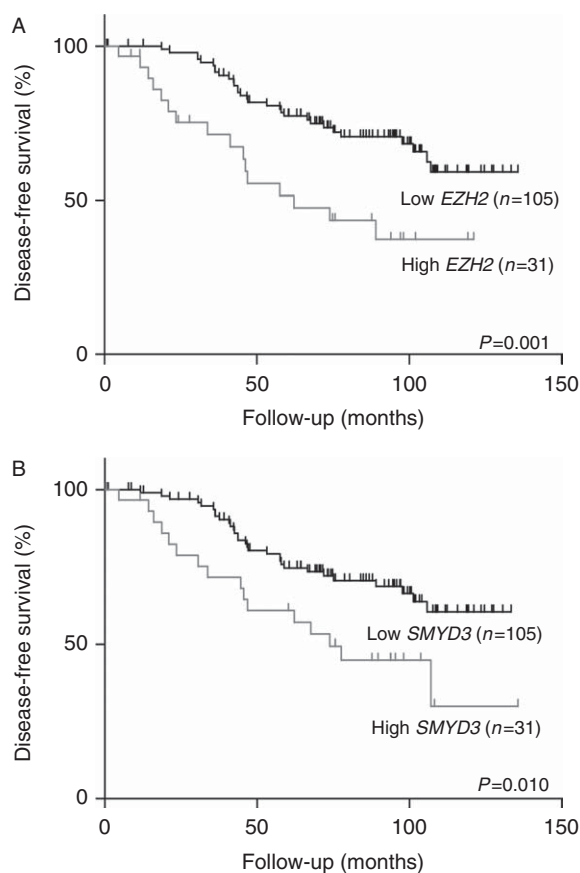 A
Disease-free survival (%)
100
50
0
Low EZH2 (n=105)
High EZH2 (n=31)
P=0.001
0 50 100 150
Follow-up (months)
B
Disease-free survival (%)
100
50
0
Low SMYD3 (n=105)
High SMYD3 (n=31)
P=0.010
0 50 100 150
Follow-up (months)